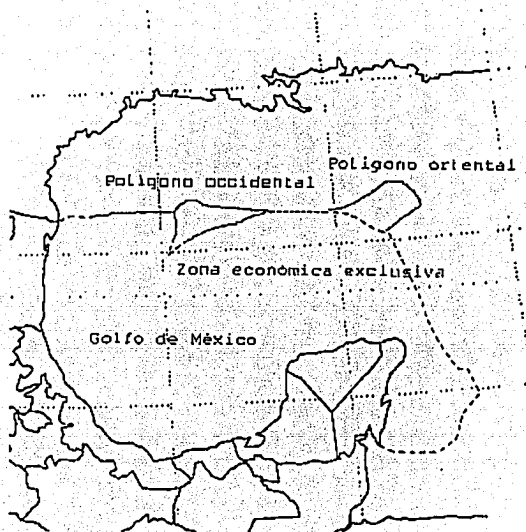 Polígono oriental
Polígono occidental
Zona económica exclusiva
Golfo de México